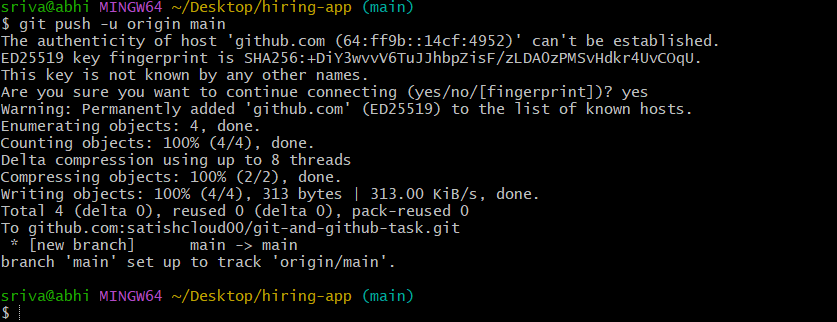 sriva@abhi MINGW64 ~/Desktop/hiring-app (main)
$ git push -u origin main
The authenticity of host 'github.com (64:ff9b::14cf:4952)' can't be established.
ED25519 key fingerprint is SHA256:+DiY3wvvV6TuJJhbpZisF/zLDA0zPMSvHdkr4UvCOqU.
This key is not known by any other names.
Are you sure you want to continue connecting (yes/no/[fingerprint])? yes
Warning: Permanently added 'github.com' (ED25519) to the list of known hosts.
Enumerating objects: 4, done.
Counting objects: 100% (4/4), done.
Delta compression using up to 8 threads
Compressing objects: 100% (2/2), done.
Writing objects: 100% (4/4), 313 bytes | 313.00 KiB/s, done.
Total 4 (delta 0), reused 0 (delta 0), pack-reused 0
To github.com:satishcloud00/git-and-github-task.git
 * [new branch]      main -> main
branch 'main' set up to track 'origin/main'.

sriva@abhi MINGW64 ~/Desktop/hiring-app (main)
$